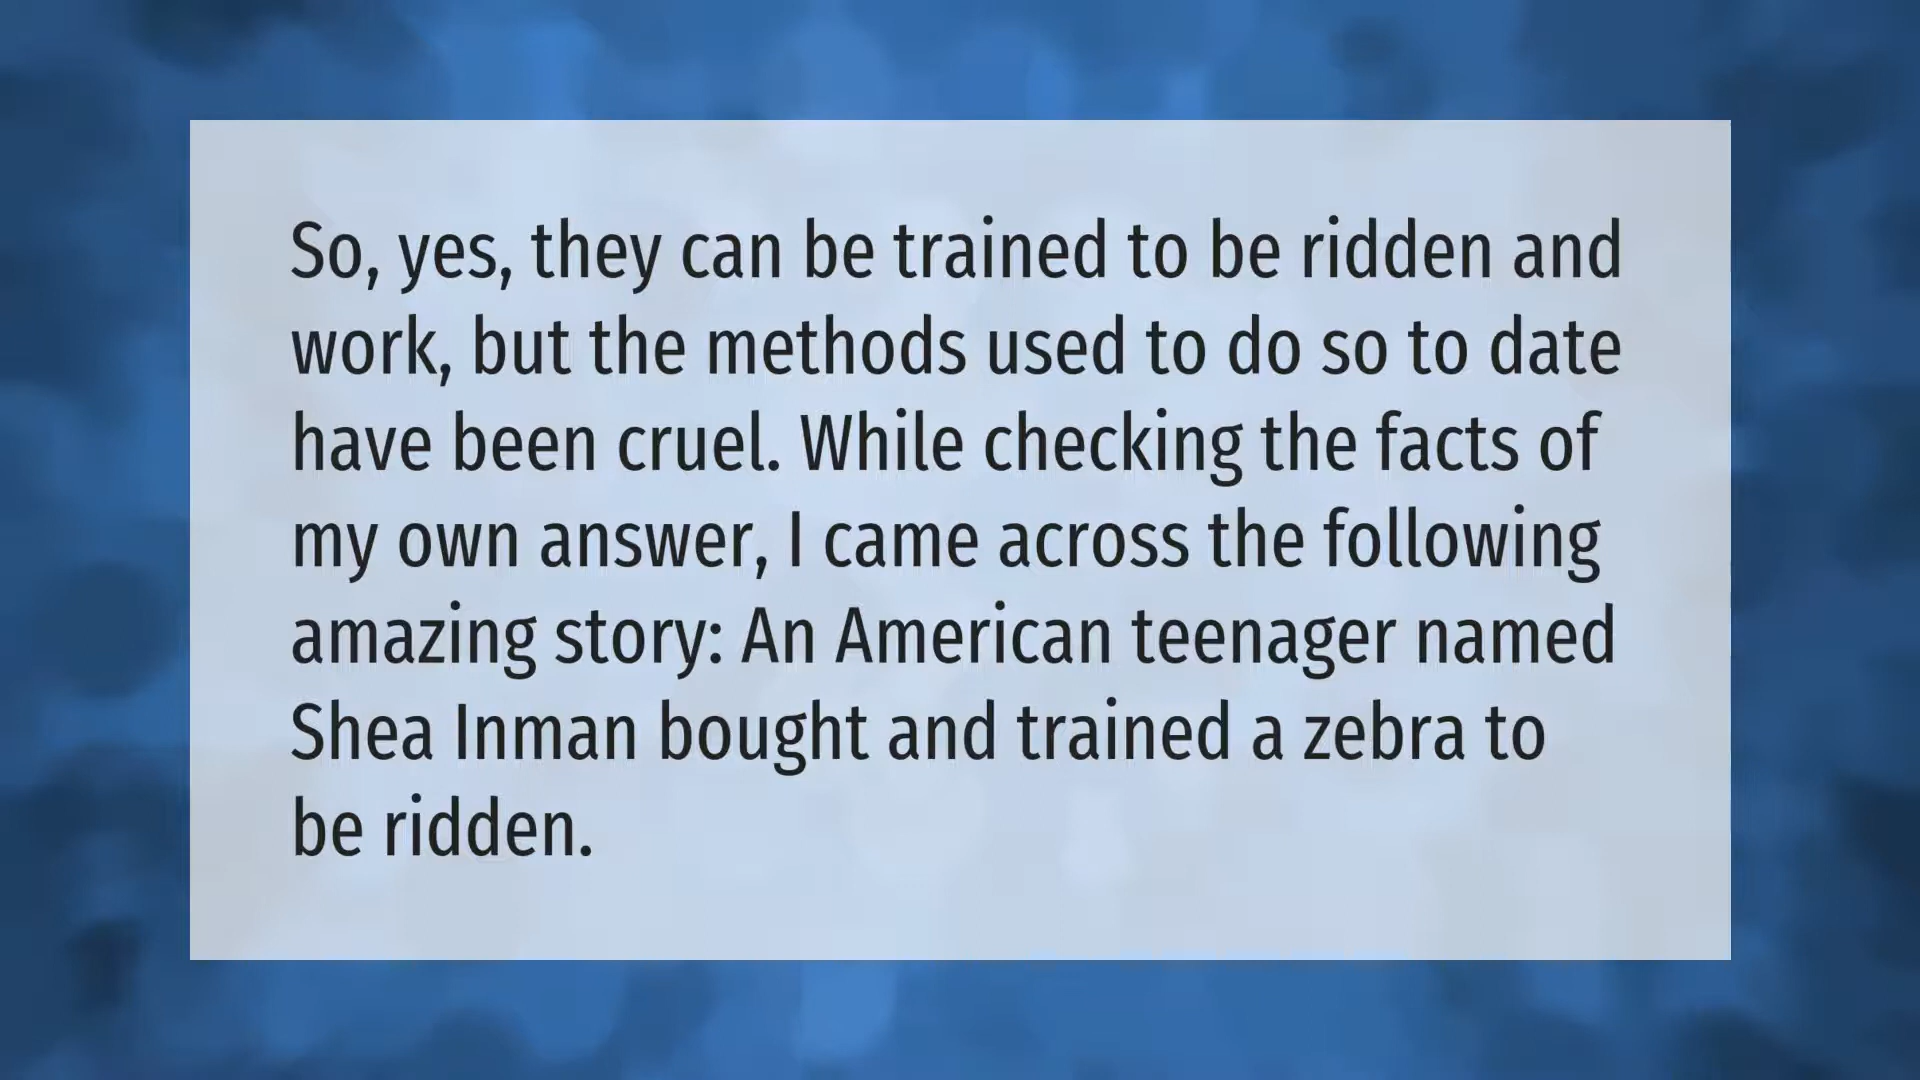 So, yes, they can be trained to be ridden and
work, but the methods used to do so to date
have been cruel. While checking the facts of
my own answer, I came across the following
amazing story: An American teenager named
Shea Inman bought and trained a zebra to
be ridden.